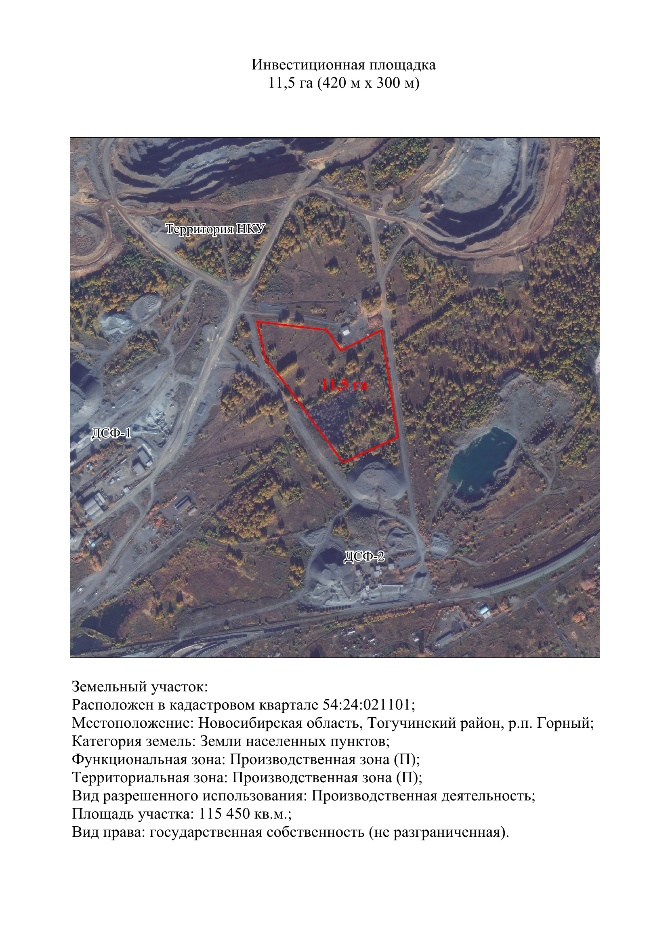 Инвестиционная площадка
11,5 га (420 м х 300 м)
Территория НКУ
11,5 га
ДСФ-1
ДСФ-2
Земельный участок:
Расположен в кадастровом квартале 54:24:021101;
Местоположение: Новосибирская область, Тогучинский район, р.п. Горный;
Категория земель: Земли населенных пунктов;
Функциональная зона: Производственная зона (П);
Территориальная зона: Производственная зона (П);
Вид разрешенного использования: Производственная деятельность;
Площадь участка: 115 450 кв.м.;
Вид права: государственная собственность (не разграниченная).